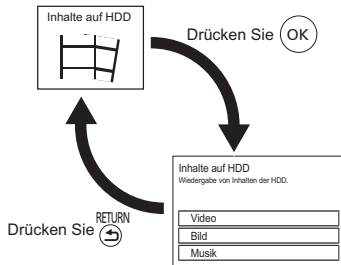 Inhalte auf HDD
Drücken Sie OK
Inhalte auf HDD
Wiedergabe von Inhalten der HDD.
Video
Bild
Musik
RETURN
Drücken Sie